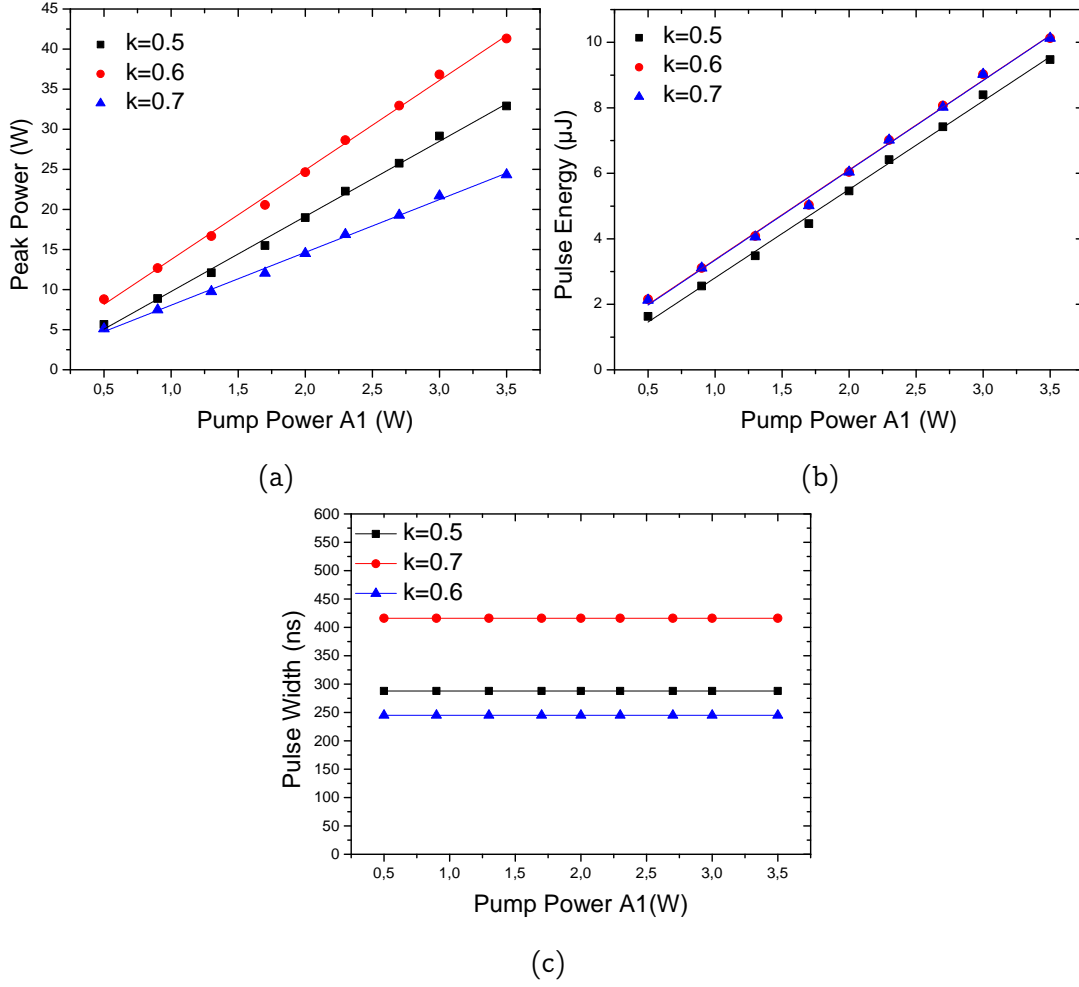 45
40
35
30
25
20
15
10
5
0
Peak Power (W)
k=0.5
k=0.6
k=0.7
0,5 1,0 1,5 2,0 2,5 3,0 3,5
Pump Power A1 (W)
(a)
10
8
6
4
2
0
Pulse Energy (µJ)
k=0.5
k=0.6
k=0.7
0,5 1,0 1,5 2,0 2,5 3,0 3,5
Pump Power A1 (W)
(b)
600
550
500
450
400
350
300
250
200
150
100
50
0
Pulse Width (ns)
k=0.5
k=0.7
k=0.6
0,5 1,0 1,5 2,0 2,5 3,0 3,5
Pump Power A1(W)
(c)